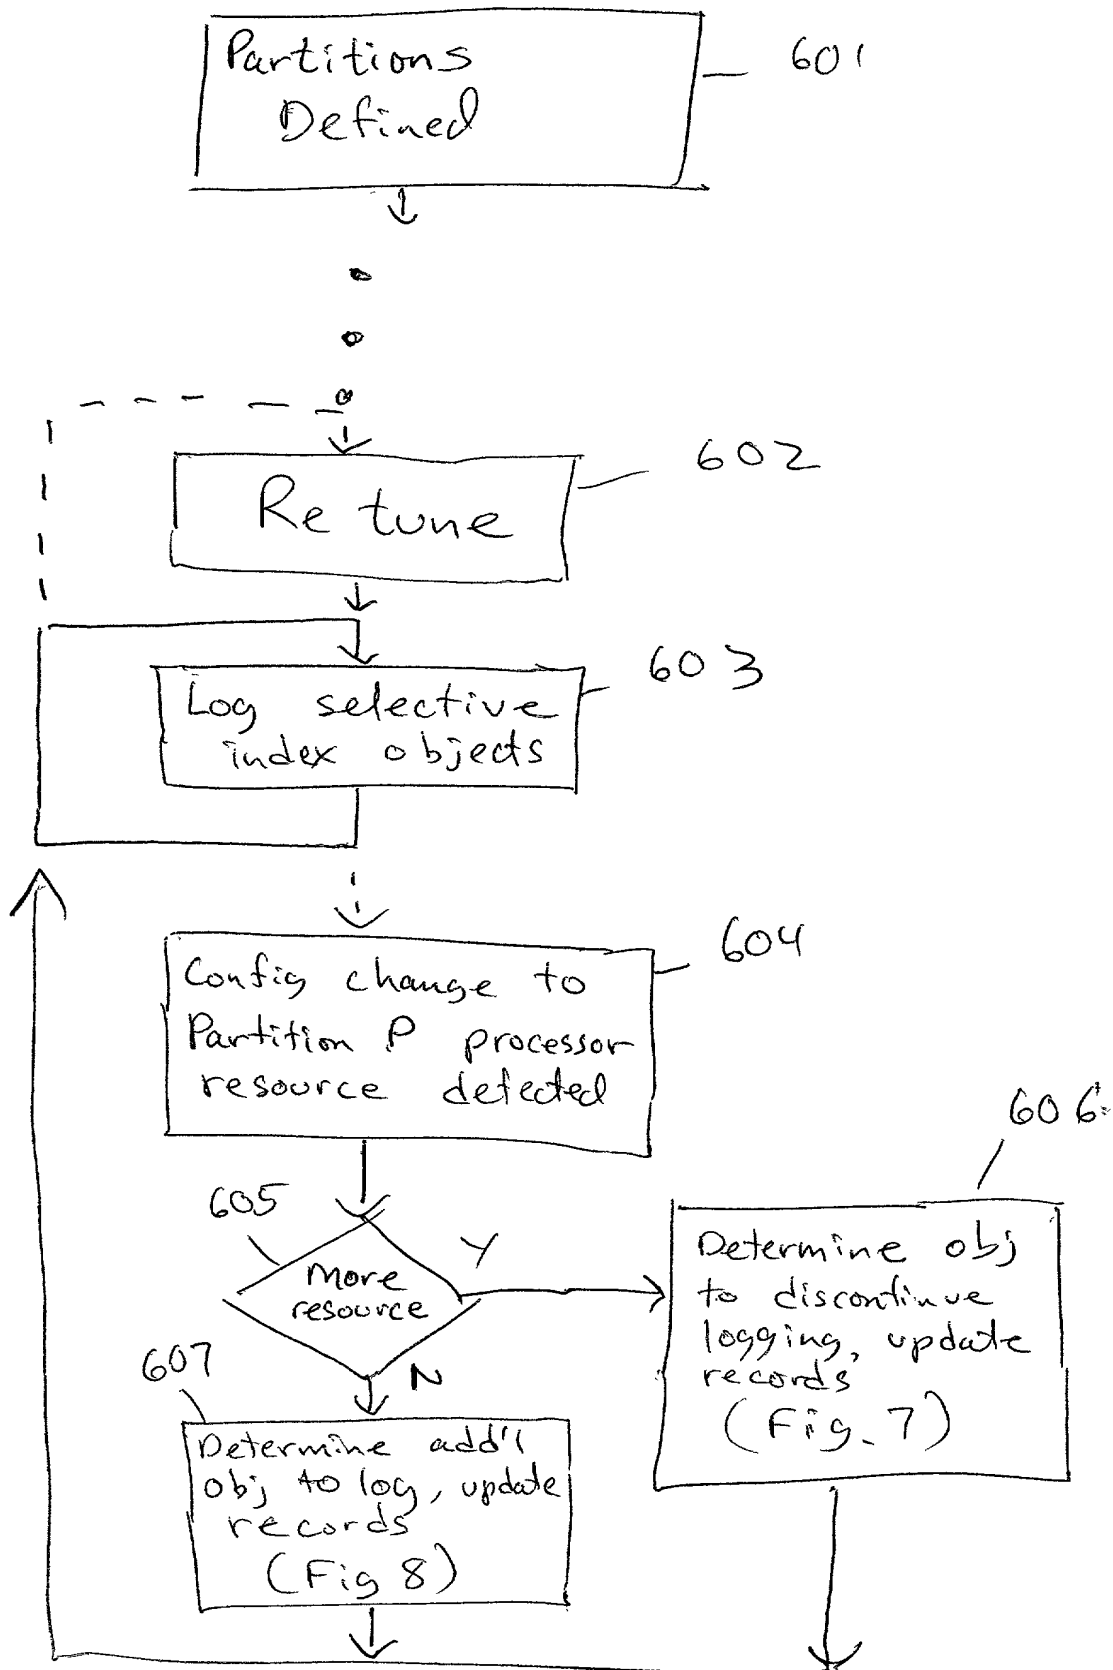 Partitions
Defined
601
Re tune
602
Log selective
index objects
603
Config change to
Partition P processor
resource detected
604
605
More
resource
Y
N
606
Determine obj
to discontinue
logging, update
records
(Fig. 7)
607
Determine add'l
obj to log, update
records
(Fig 8)